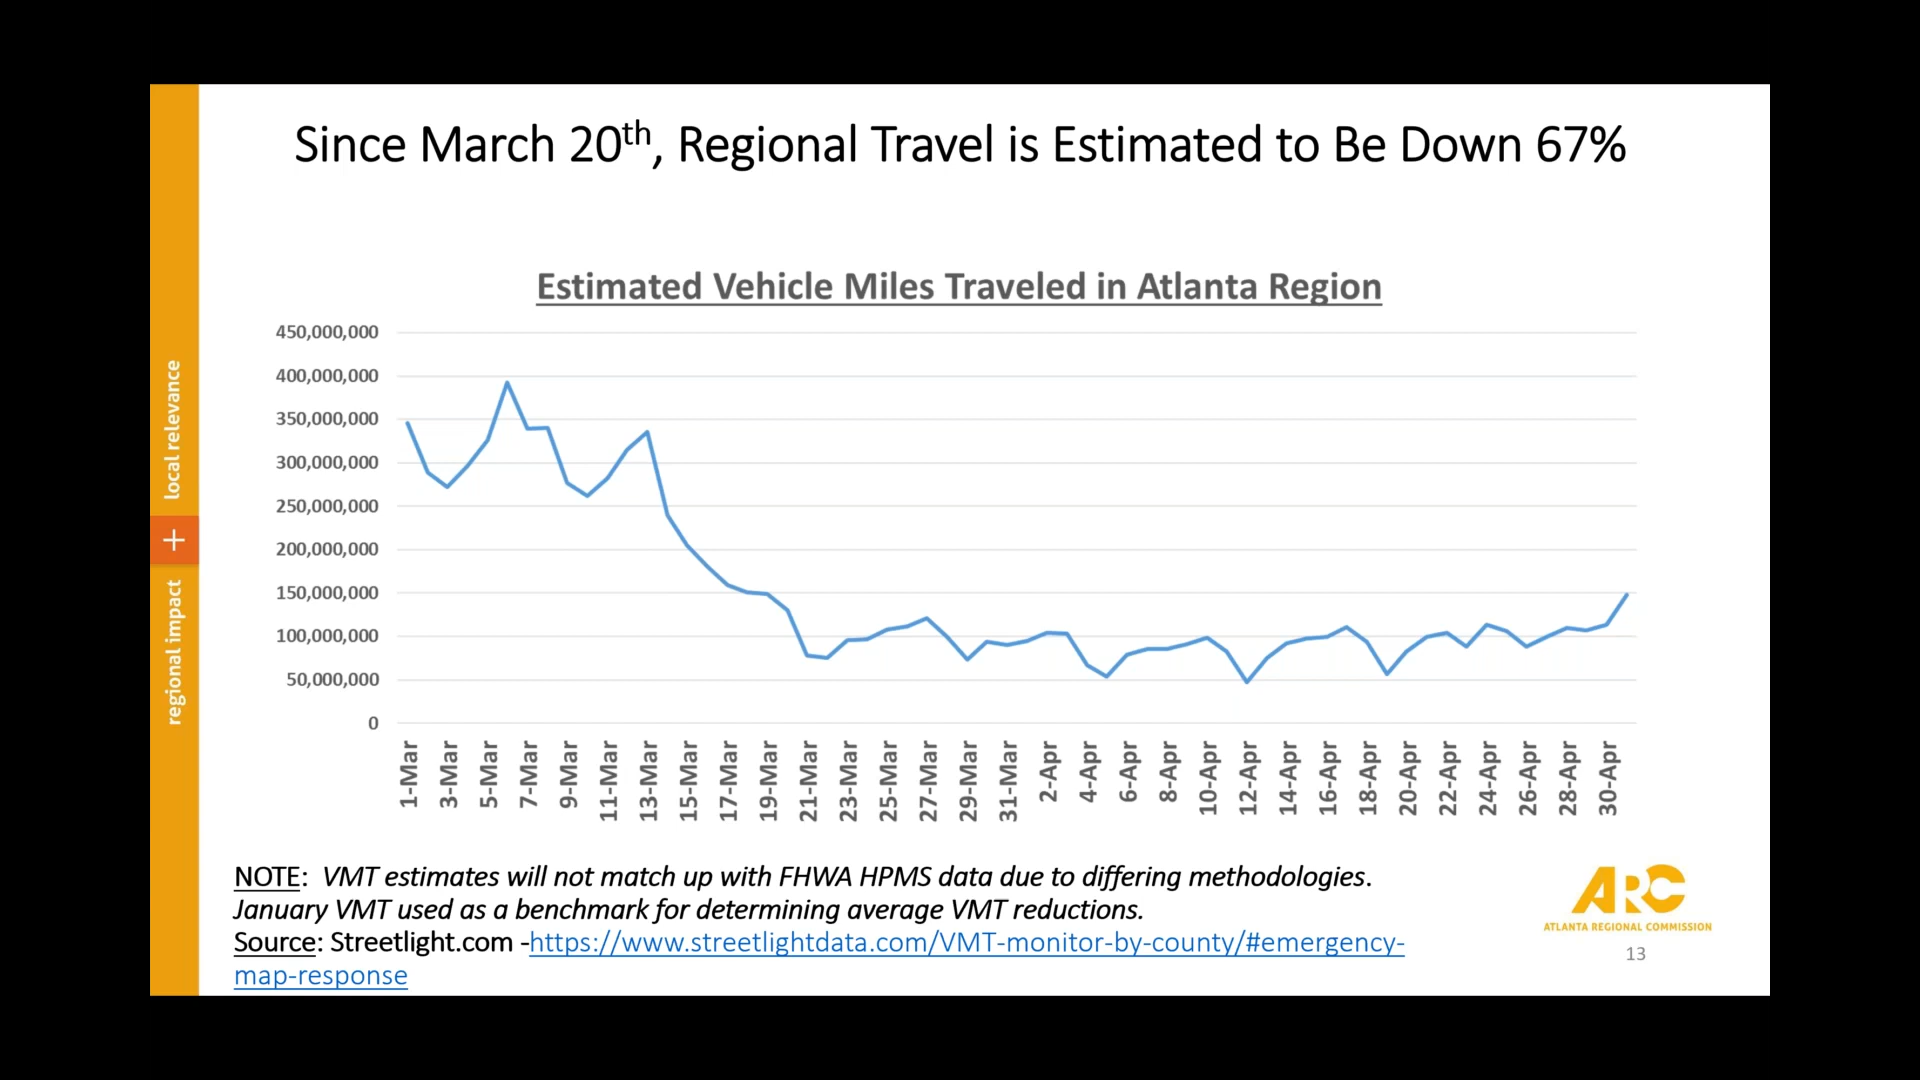 Since March 20th, Regional Travel is Estimated to Be Down 67%
Estimated Vehicle Miles Traveled in Atlanta Region
450,000,000
400,000,000
350,000,000
300,000,000
250,000,000
200,000,000
150,000,000
100,000,000
50,000,000
0
1-Mar
3-Mar
5-Mar
7-Mar
9-Mar
11-Mar
13-Mar
15-Mar
17-Mar
19-Mar
21-Mar
23-Mar
25-Mar
27-Mar
29-Mar
31-Mar
2-Apr
4-Apr
6-Apr
8-Apr
10-Apr
12-Apr
14-Apr
16-Apr
18-Apr
20-Apr
22-Apr
24-Apr
26-Apr
28-Apr
30-Apr
regional impact + local relevance
NOTE: VMT estimates will not match up with FHWA HPMS data due to differing methodologies.
January VMT used as a benchmark for determining average VMT reductions.
Source: Streetlight.com -https://www.streetlightdata.com/VMT-monitor-by-county/#emergency-
map-response
ARC
ATLANTA REGIONAL COMMISSION
13